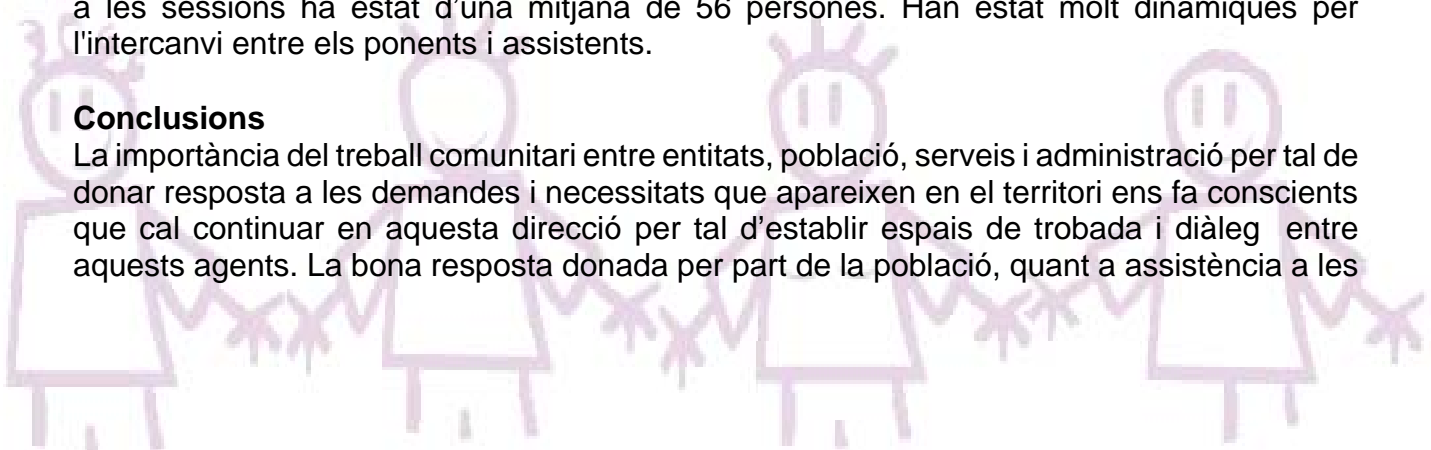 a les sessions ha estat d’una mitjana de 56 persones. Han estat molt dinàmiques per
l'intercanvi entre els ponents i assistents.
Conclusions
La importància del treball comunitari entre entitats, població, serveis i administració per tal de
donar resposta a les demandes i necessitats que apareixen en el territori ens fa conscients
que cal continuar en aquesta direcció per tal d’establir espais de trobada i diàleg entre
aquests agents. La bona resposta donada per part de la població, quant a assistència a les